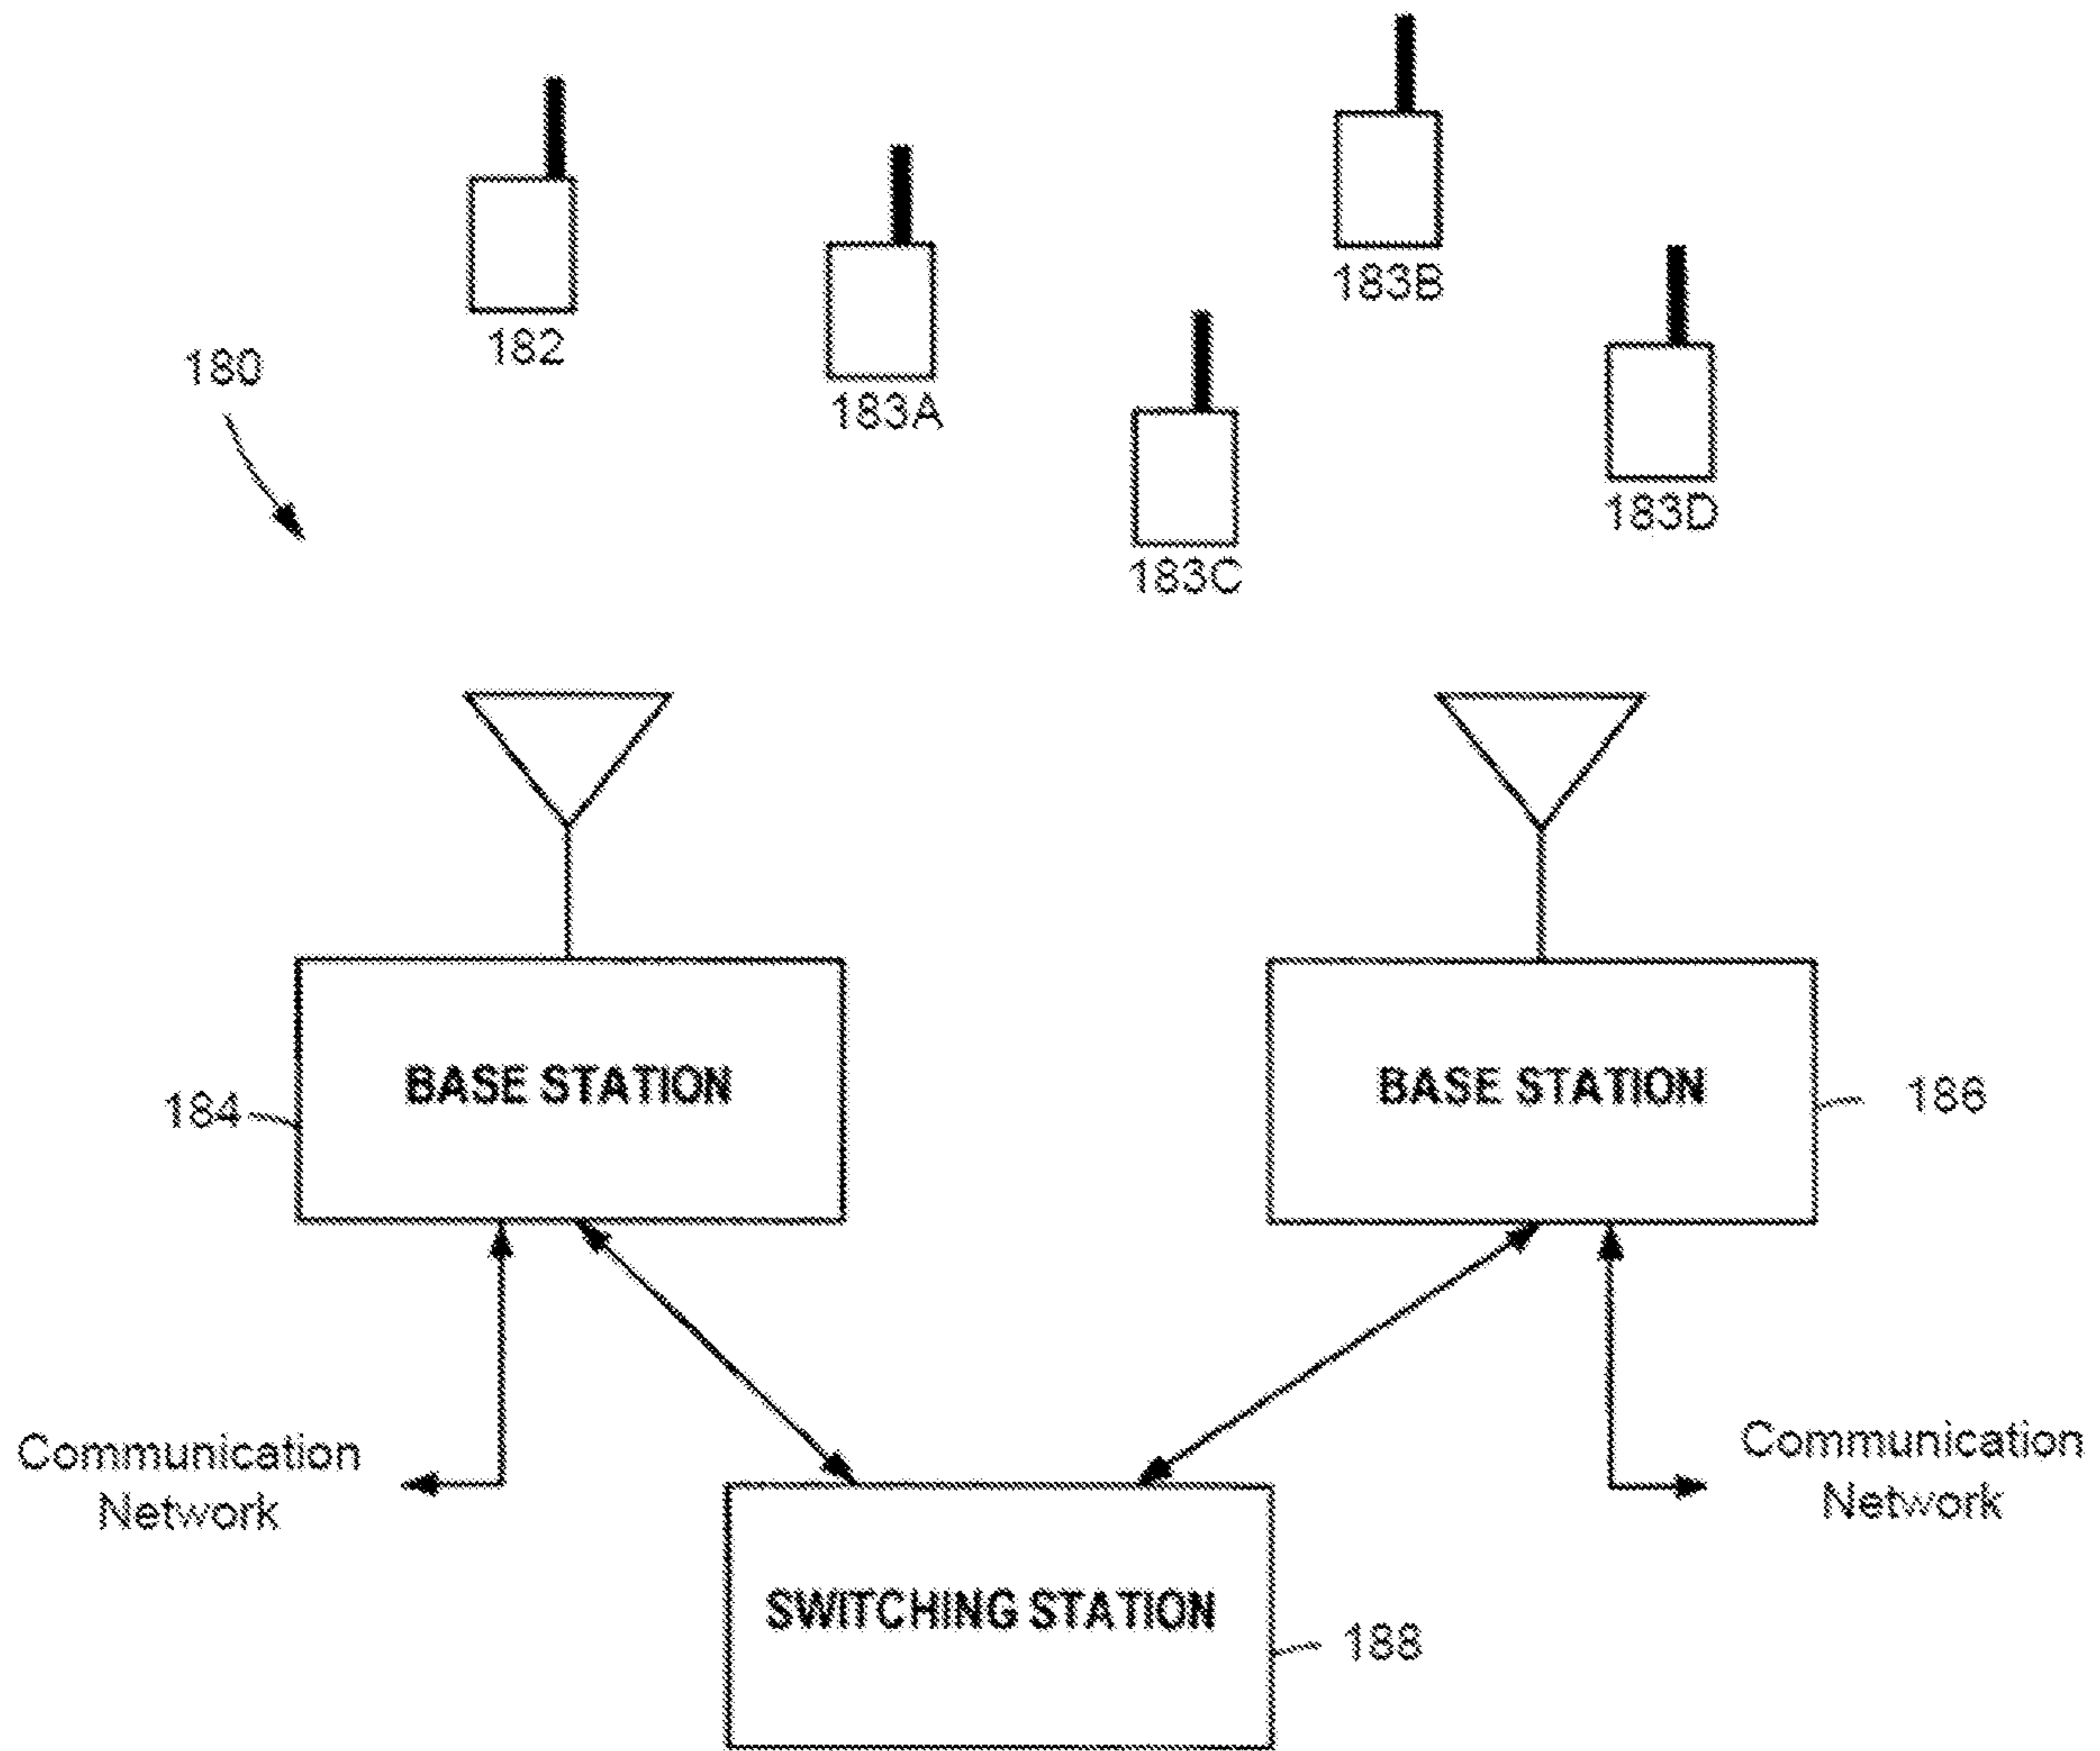 183B
182
180
183A
183D
183C
BASE STATION
BASE STATION
184
186
Communication
Network
Communication
Network
SWITCHING STATION
188